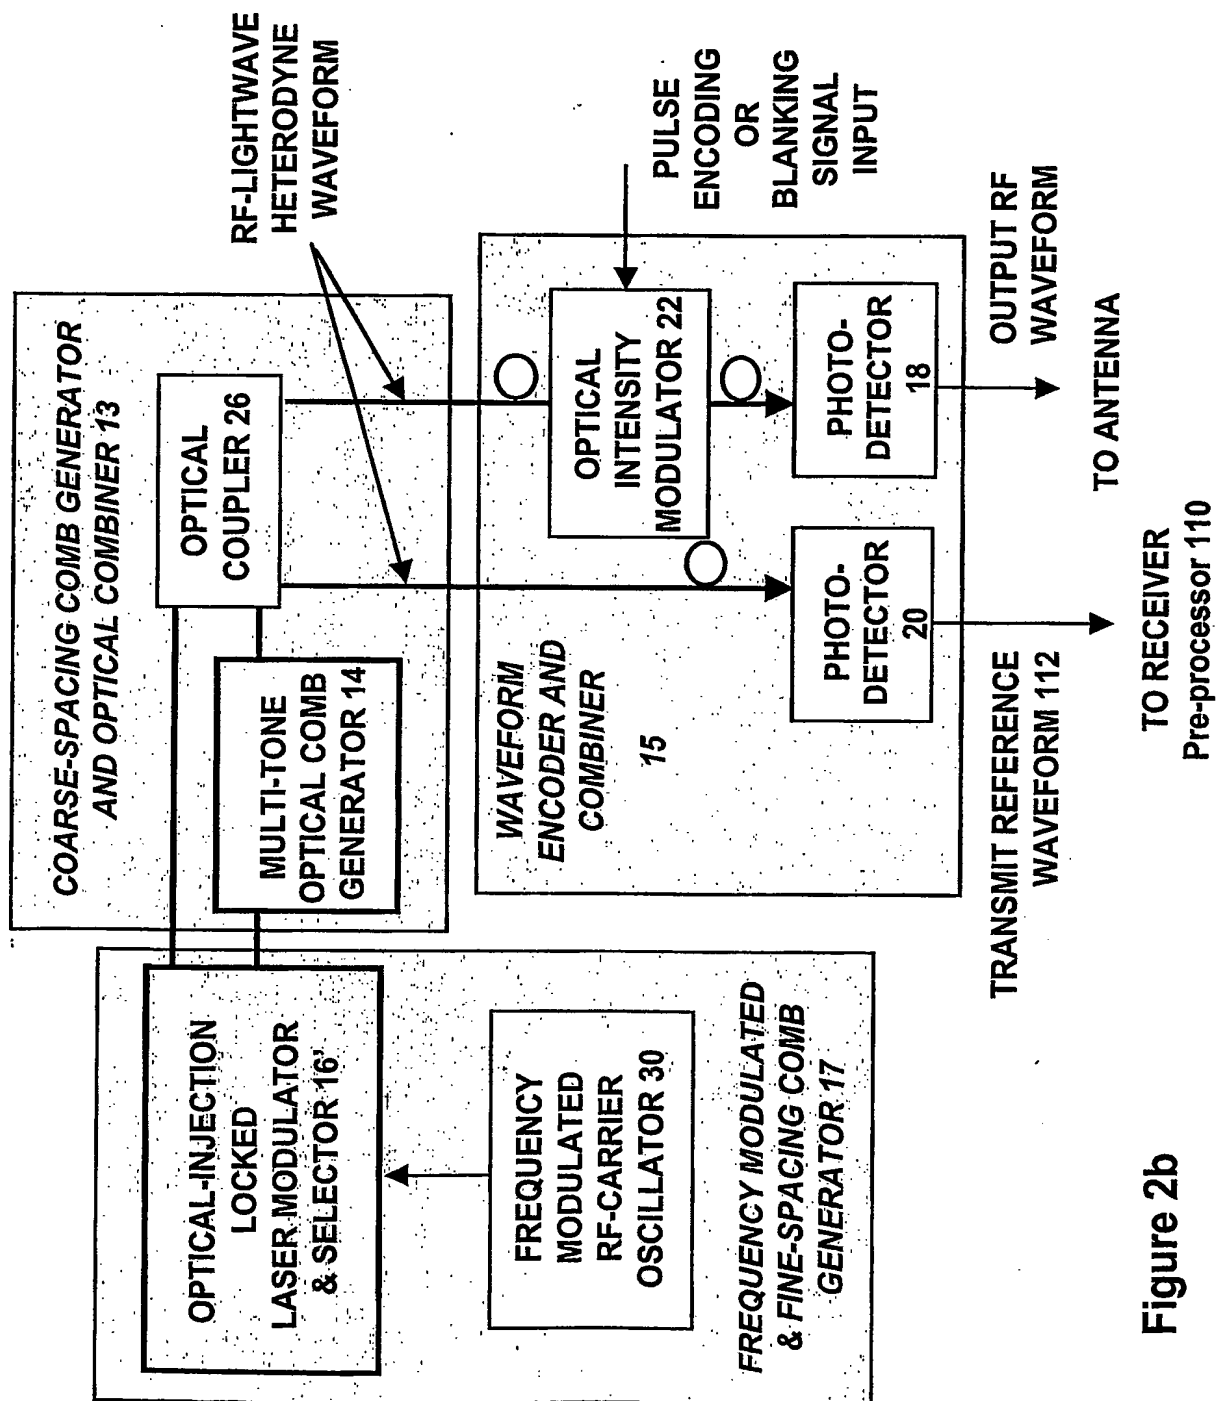 COARSE-SPACING COMB GENERATOR
AND OPTICAL COMBINER 13
OPTICAL
COUPLER 26
MULTI-TONE
OPTICAL COMB
GENERATOR 14
RF-LIGHTWAVE
HETERODYNE
WAVEFORM
OPTICAL-INJECTION
LOCKED
LASER MODULATOR
& SELECTOR 16'
FREQUENCY
MODULATED
RF-CARRIER
OSCILLATOR 30
FREQUENCY MODULATED
& FINE-SPACING COMB
GENERATOR 17
WAVEFORM
ENCODER AND
COMBINER
15
OPTICAL
INTENSITY
MODULATOR 22
PULSE
ENCODING
OR
BLANKING
SIGNAL
INPUT
PHOTO-
DETECTOR
18
PHOTO-
DETECTOR
20
OUTPUT RF
WAVEFORM
TO ANTENNA
TRANSMIT REFERENCE
WAVEFORM 112
TO RECEIVER
Pre-processor 110
Figure 2b